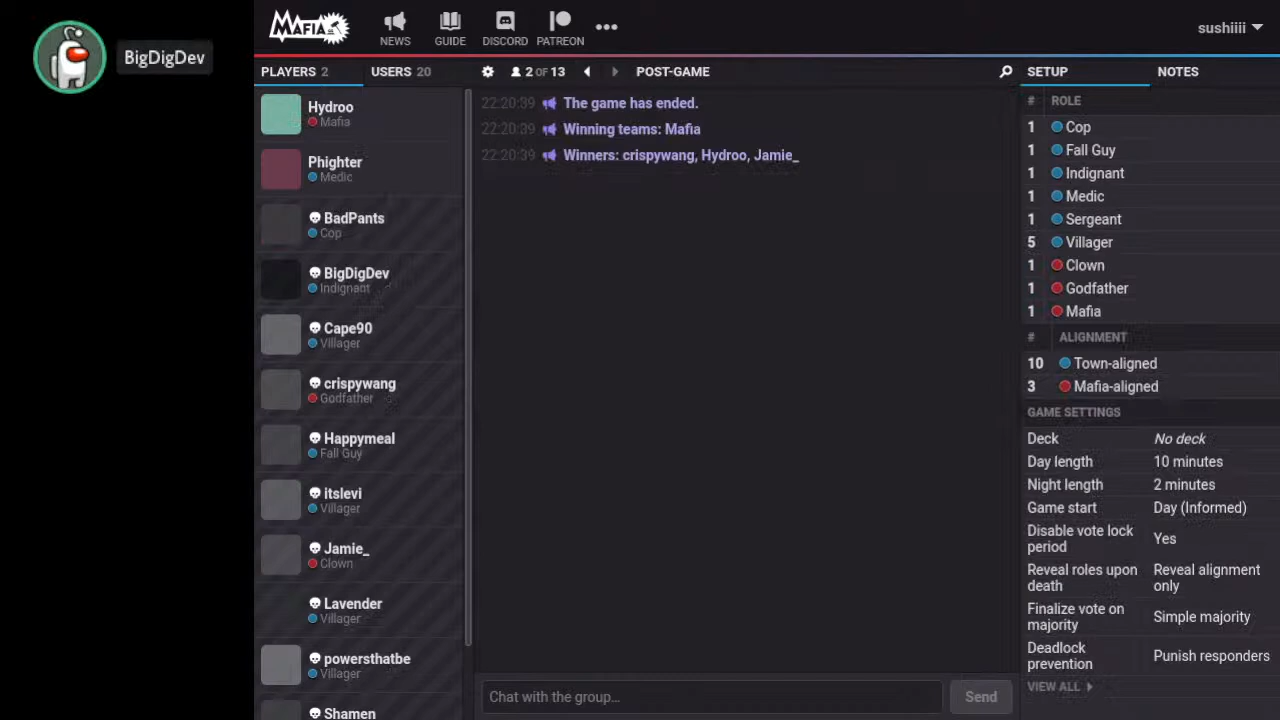 BigDigDev
MAFIA
NEWS
GUIDE
DISCORD
PATREON
sushiiii
PLAYERS 2
USERS 20
2 OF 13
POST-GAME
SETUP
NOTES
Hydroo
Mafia
Phighter
Medic
BadPants
Cop
BigDigDev
Indignant
Cape90
Villager
crispywang
Godfather
Happymeal
Fall Guy
itslevi
Villager
Jamie_
Clown
Lavender
Villager
powersthatbe
Villager
Shamen
22:20:39 The game has ended.
22:20:39 Winning teams: Mafia
22:20:39 Winners: crispywang, Hydroo, Jamie_
Chat with the group...
Send
# ROLE
1 Cop
1 Fall Guy
1 Indignant
1 Medic
1 Sergeant
5 Villager
1 Clown
1 Godfather
1 Mafia
# ALIGNMENT
10 Town-aligned
3 Mafia-aligned
GAME SETTINGS
Deck No deck
Day length 10 minutes
Night length 2 minutes
Game start Day (Informed)
Disable vote lock
period
Yes
Reveal roles upon
death
Reveal alignment
only
Finalize vote on
majority
Simple majority
Deadlock
prevention
Punish responders
VIEW ALL